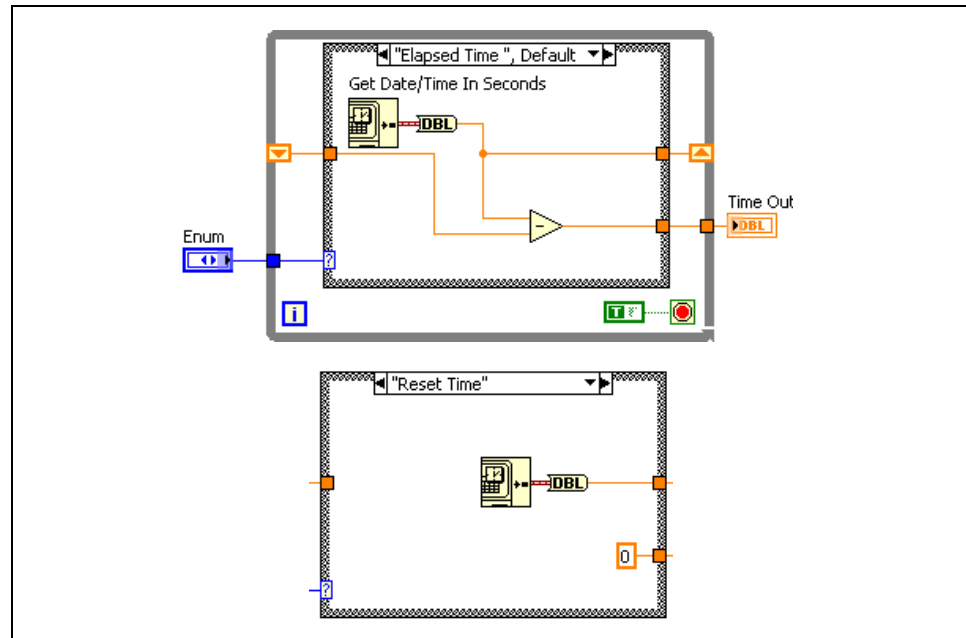 "Elapsed Time ", Default
Get Date/Time In Seconds
DBL
Time Out
DBL
Enum
?
i
T F
"Reset Time"
DBL
0
?